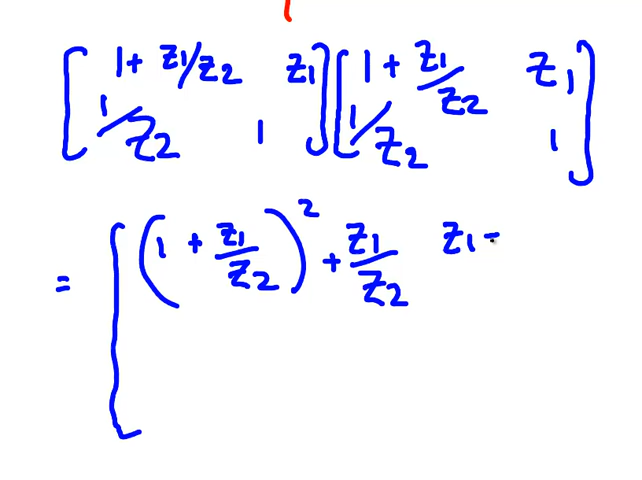 [1+ z1/z2 z1] [1 + z1/z2 z1]
[1/z2 1] [1/z2 1]
= [(1 + z1/z2)^2 + z1/z2 z1 -